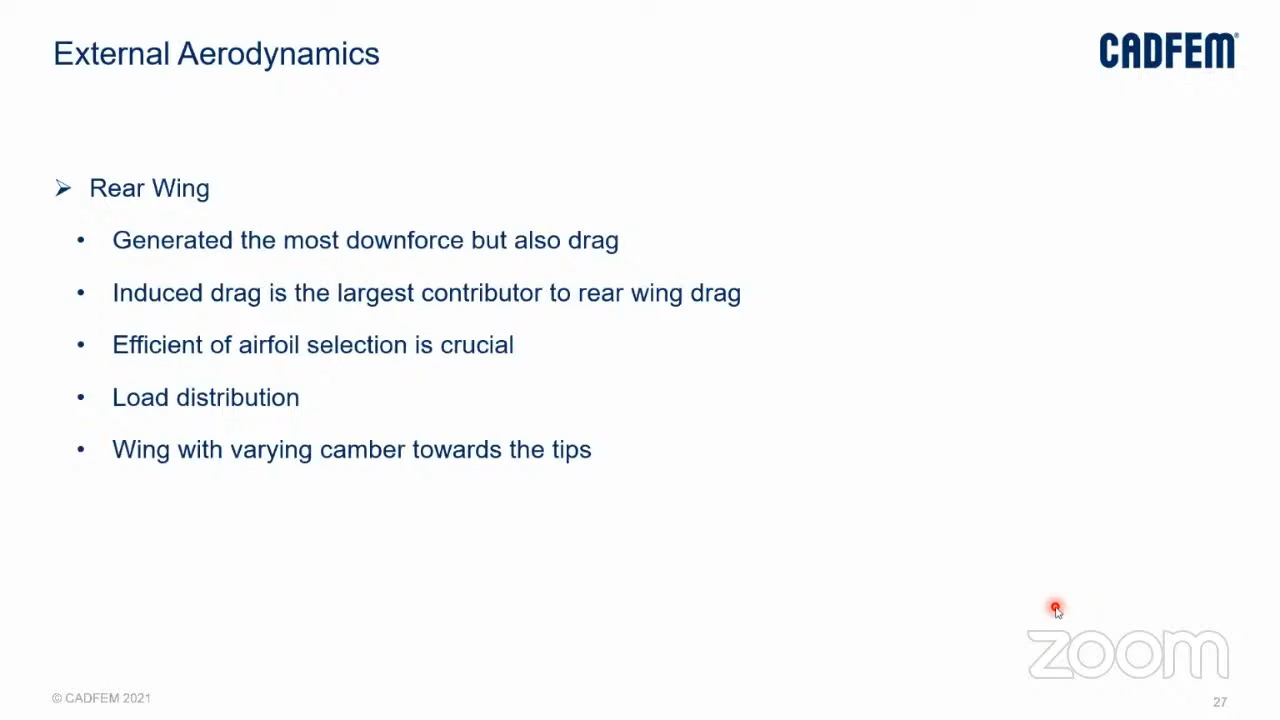 External Aerodynamics
CADFEM®
➢ Rear Wing
• Generated the most downforce but also drag
• Induced drag is the largest contributor to rear wing drag
• Efficient of airfoil selection is crucial
• Load distribution
• Wing with varying camber towards the tips
zoom
© CADFEM 2021
27